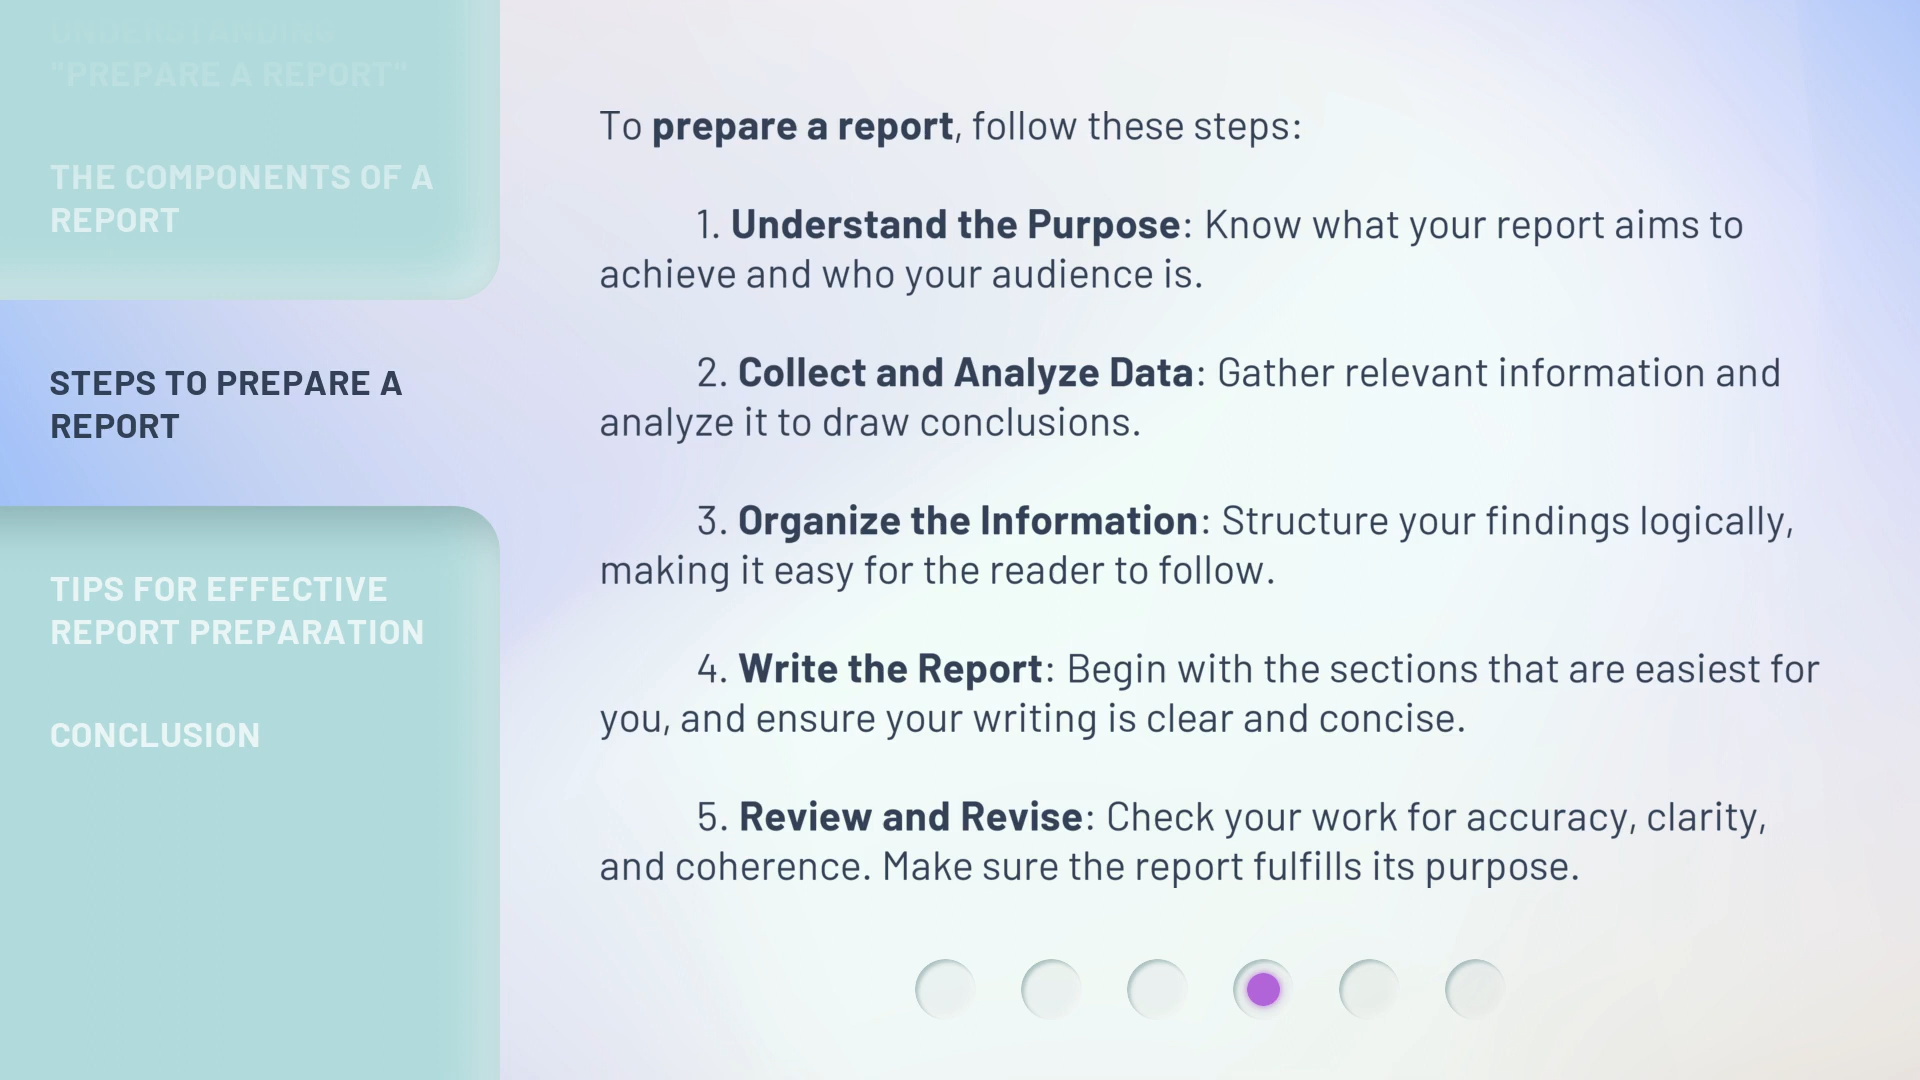 UNDERSTANDING
"PREPARE A REPORT"
THE COMPONENTS OF A
REPORT
STEPS TO PREPARE A
REPORT
TIPS FOR EFFECTIVE
REPORT PREPARATION
CONCLUSION
To prepare a report, follow these steps:
1. Understand the Purpose: Know what your report aims to
achieve and who your audience is.
2. Collect and Analyze Data: Gather relevant information and
analyze it to draw conclusions.
3. Organize the Information: Structure your findings logically,
making it easy for the reader to follow.
4. Write the Report: Begin with the sections that are easiest for
you, and ensure your writing is clear and concise.
5. Review and Revise: Check your work for accuracy, clarity,
and coherence. Make sure the report fulfills its purpose.